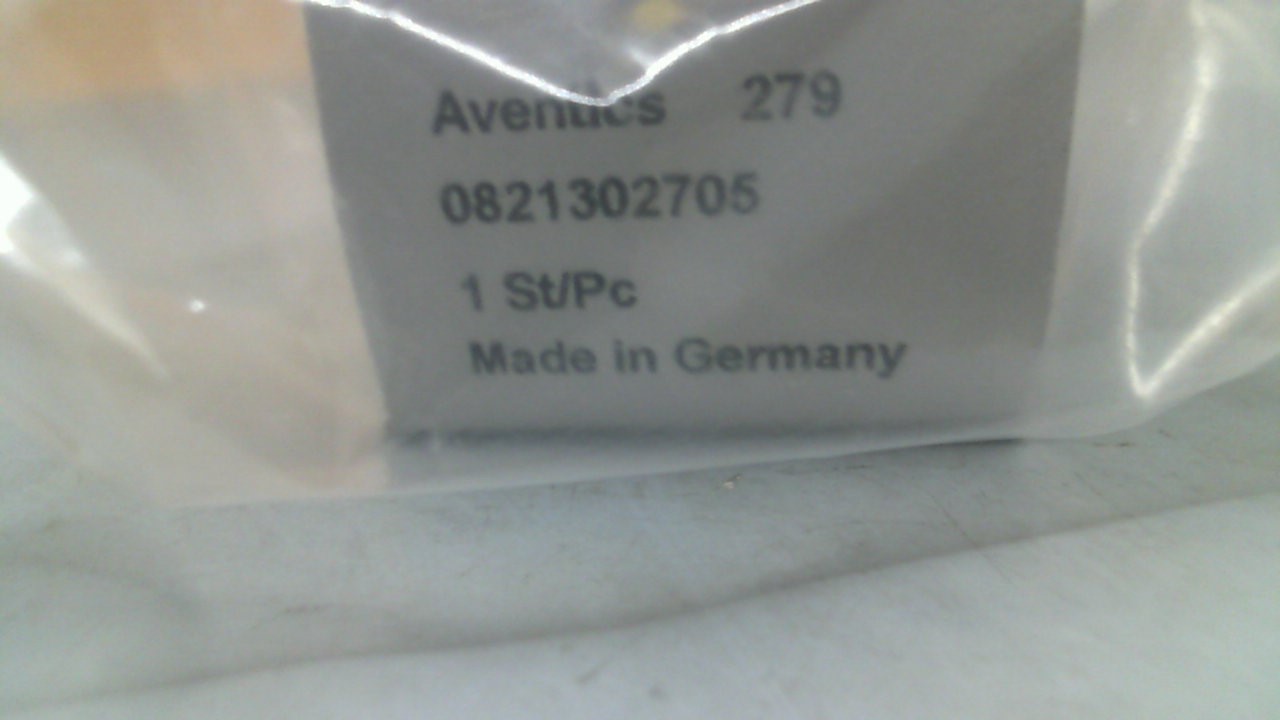 Aventics 279
0821302705
1 St/Pc
Made in Germany